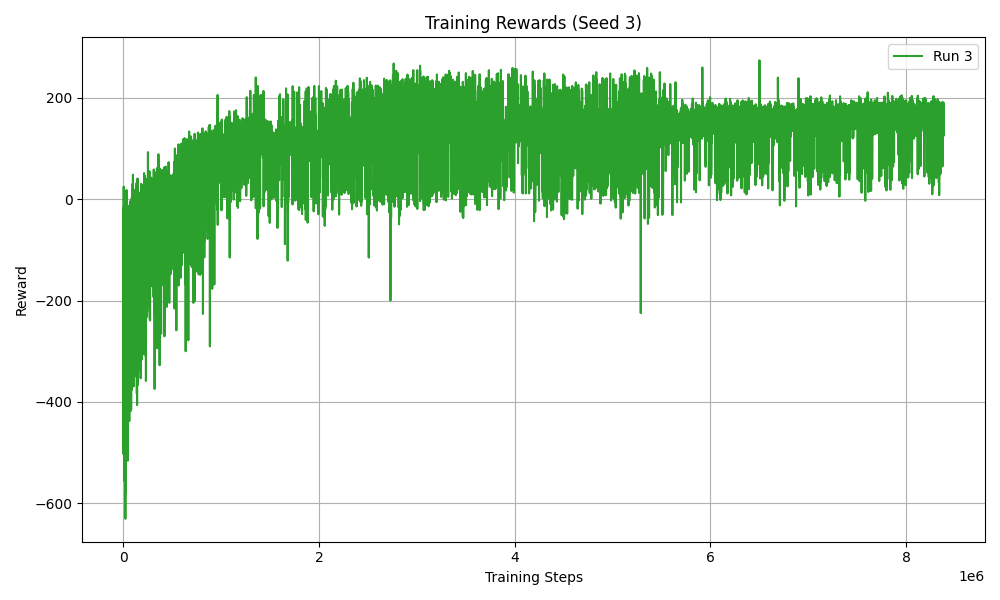 Training Rewards (Seed 3)
Run 3
Reward
200
0
−200
−400
−600
0
2
4
6
8
1e6
Training Steps